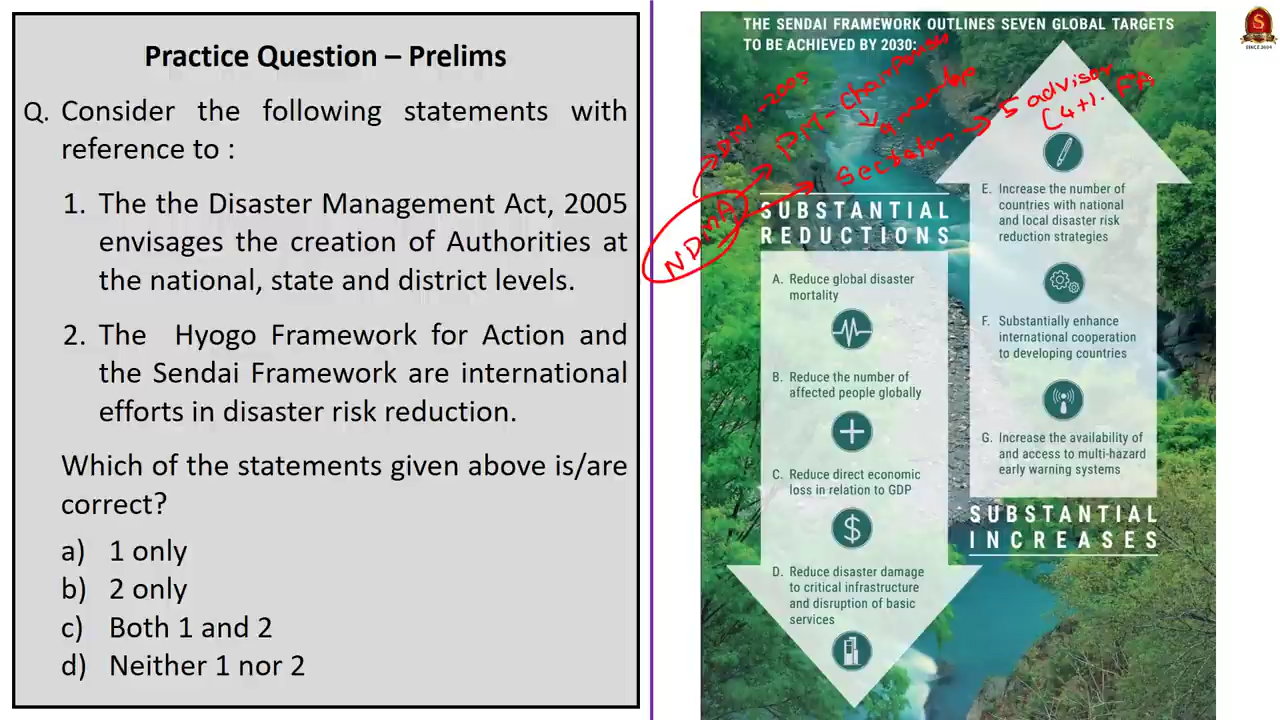 Practice Question – Prelims
Q. Consider the following statements with
reference to :
1. The the Disaster Management Act, 2005
envisages the creation of Authorities at
the national, state and district levels.
2. The Hyogo Framework for Action and
the Sendai Framework are international
efforts in disaster risk reduction.
Which of the statements given above is/are
correct?
a) 1 only
b) 2 only
c) Both 1 and 2
d) Neither 1 nor 2
THE SENDAI FRAMEWORK OUTLINES SEVEN GLOBAL TARGETS
TO BE ACHIEVED BY 2030:
NDMA
DM-2005
PM-Chairperson
9 members
5 advisor
[4+1. FA
SUBSTANTIAL
REDUCTIONS
A. Reduce global disaster
mortality
B. Reduce the number of
affected people globally
C. Reduce direct economic
loss in relation to GDP
$
D. Reduce disaster damage
to critical infrastructure
and disruption of basic
services
E. Increase the number of
countries with national
and local disaster risk
reduction strategies
F. Substantially enhance
international cooperation
to developing countries
G. Increase the availability of
and access to multi-hazard
early warning systems
SUBSTANTIAL
INCREASES
S
SINCE 2004